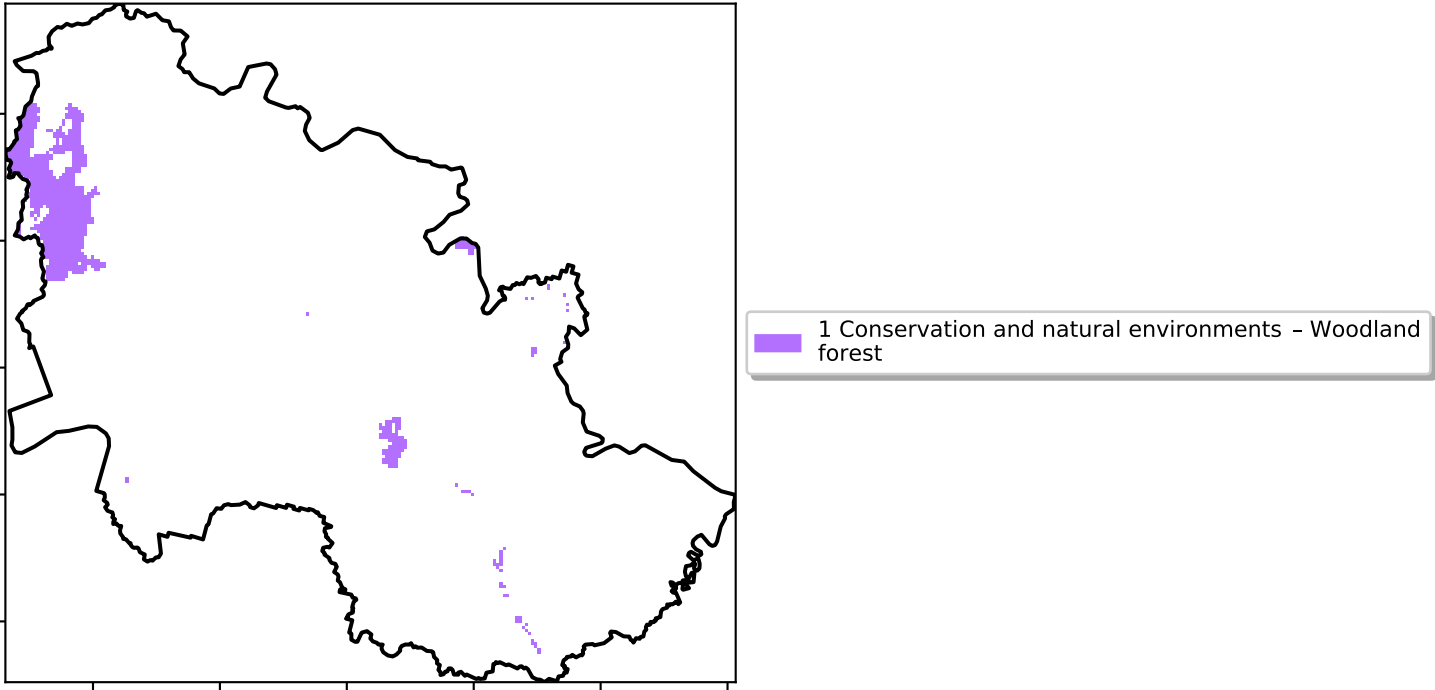 1 Conservation and natural environments – Woodland
forest